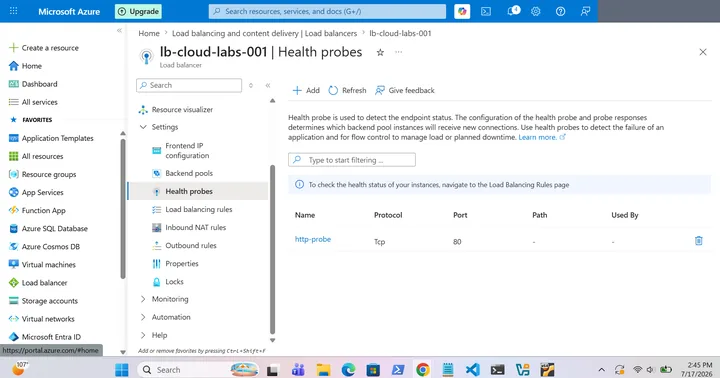 Microsoft Azure
Upgrade
Search resources, services, and docs (G+/)
4
Create a resource
Home
Dashboard
All services
FAVORITES
Application Templates
All resources
Resource groups
App Services
Function App
Azure SQL Database
Azure Cosmos DB
Virtual machines
Load balancer
Storage accounts
Virtual networks
Microsoft Entra ID
https://portal.azure.com/#home
Home > Load balancing and content delivery | Load balancers > lb-cloud-labs-001
lb-cloud-labs-001 | Health probes
Load balancer
Search
Resource visualizer
Settings
Frontend IP
configuration
Backend pools
Health probes
Load balancing rules
Inbound NAT rules
Outbound rules
Properties
Locks
Monitoring
Automation
Help
Add or remove favorites by pressing Ctrl+Shift+F
Add
Refresh
Give feedback
Health probe is used to detect the endpoint status. The configuration of the health probe and probe responses
determines which backend pool instances will receive new connections. Use health probes to detect the failure of an
application and for flow control to manage load or planned downtime. Learn more.
Type to start filtering ...
To check the health status of your instances, navigate to the Load Balancing Rules page
Name Protocol Port Path Used By
http-probe Tcp 80 - -
107°
Search
2:45 PM
7/17/2026